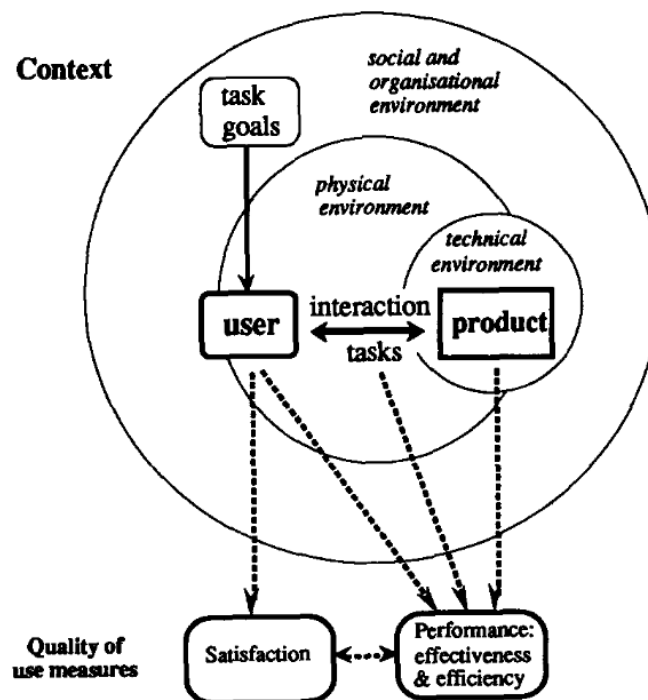 Context
social and
organisational
environment
task
goals
physical
environment
technical
environment
user
interaction
tasks
product
Quality of
use measures
Satisfaction
Performance:
effectiveness
& efficiency